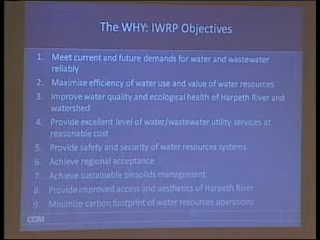 The WHY: IWRP Objectives
1. Meet current and future demands for water and wastewater
reliably
2. Maximize efficiency of water use and value of water resources
3. Improve water quality and ecological health of Harpeth River and
watershed
4. Provide excellent level of water/wastewater utility services at
reasonable cost
5. Provide safety and security of water resources systems
6. Achieve regional acceptance
7. Achieve sustainable biosolids management
8. Provide improved access and aesthetics of Harpeth River
9. Minimize carbon footprint of water resources operations
CDM